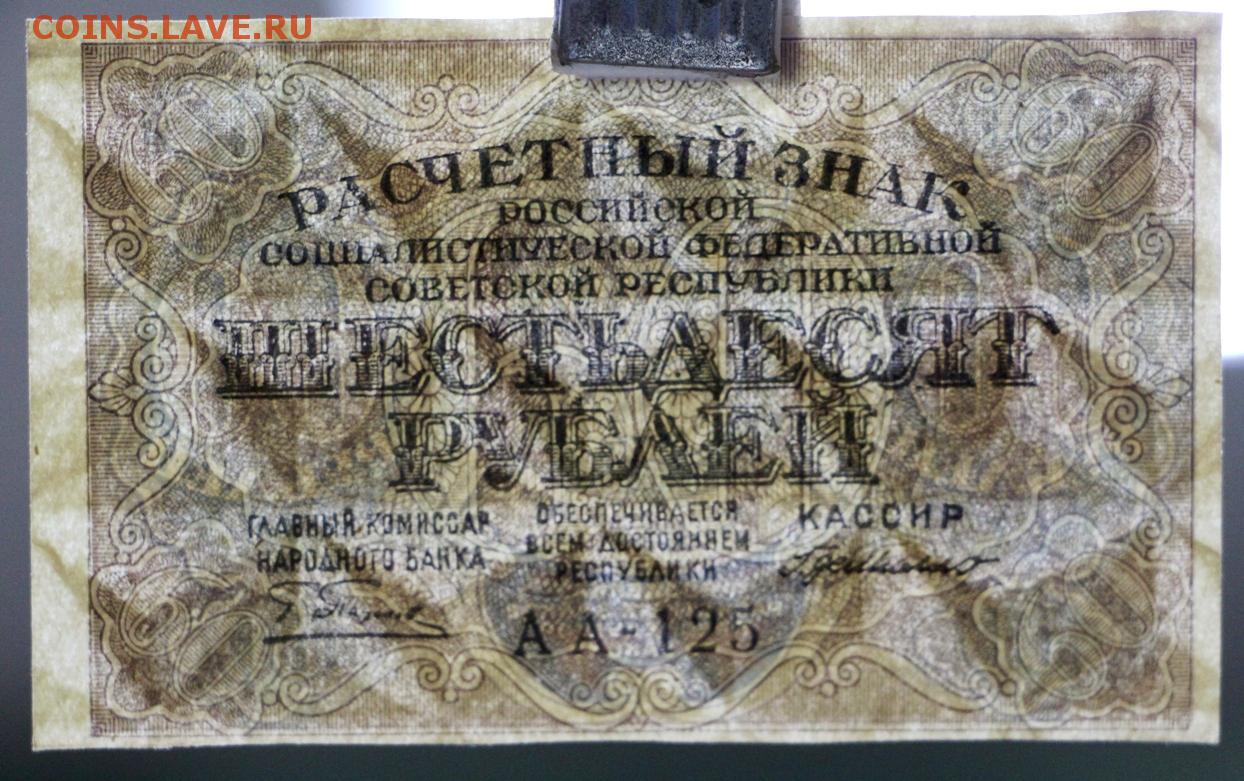 COINS.LAVE.RU
РАСЧЕТНЫЙ ЗНАК
РОССИЙСКОЙ
СОЦІАЛИСТИЧЕСКОЙ ФЕДЕРАТИВНОЙ
СОВЕТСКОЙ РЕСПУБЛИКИ
ШЕСТЬДЕСЯТ
РУБЛЕЙ
ГЛАВНЫЙ КОМИССАР
НАРОДНОГО БАНКА
ОБЕСПЕЧИВАЕТСЯ
ВСЕМ ДОСТОЯНИЕМ
РЕСПУБЛИКИ
КАССИР
АА-125